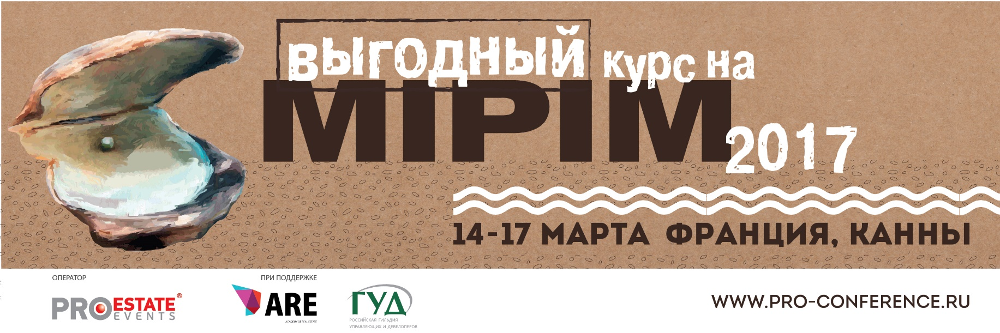 выгодный курс на
MIPIM
2017
14-17 МАРТА ФРАНЦИЯ, КАННЫ
ОПЕРАТОР
PROESTATE®
EVENTS
ПРИ ПОДДЕРЖКЕ
ARE
ACADEMY OF REAL ESTATE
ГУД
РОССИЙСКАЯ ГИЛЬДИЯ
УПРАВЛЯЮЩИХ И ДЕВЕЛОПЕРОВ
WWW.PRO-CONFERENCE.RU